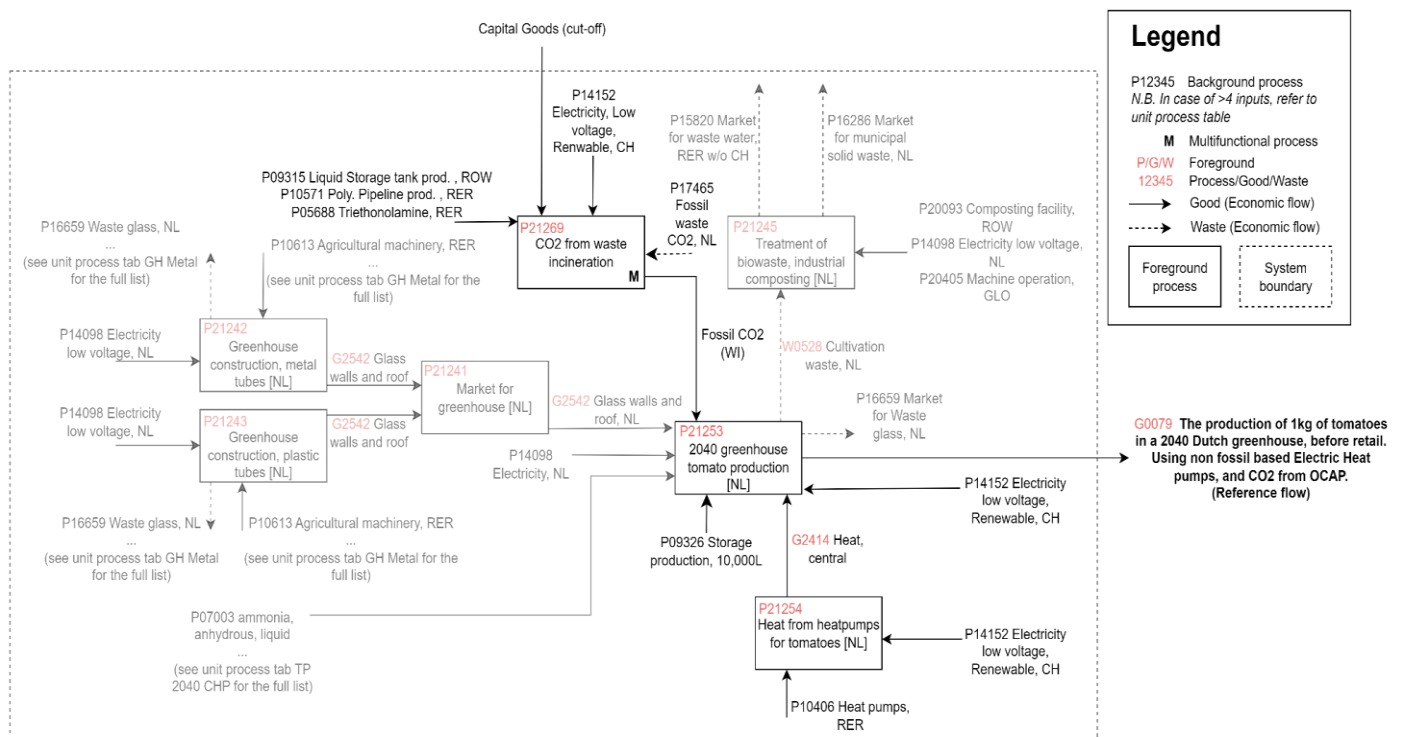 Capital Goods (cut-off)
P14152
Electricity, Low
voltage,
Renwable, CH
P09315 Liquid Storage tank prod. , ROW
P10571 Poly. Pipeline prod. , RER
P05688 Triethonolamine, RER
P17465
Fossil
waste
CO2, NL
P21269
CO2 from waste
incineration
M
P15820 Market
for waste water,
RER w/o CH
P16286 Market
for municipal
solid waste, NL
P21245
Treatment of
biowaste, industrial
composting [NL]
P20093 Composting facility,
ROW
P14098 Electricity low voltage,
NL
P20405 Machine operation,
GLO
P16659 Waste glass, NL
...
(see unit process tab GH Metal
for the full list)
P10613 Agricultural machinery, RER
...
(see unit process tab GH Metal for the
full list)
P14098 Electricity
low voltage, NL
P21242
Greenhouse
construction, metal
tubes [NL]
G2542 Glass
walls and roof
P14098 Electricity
low voltage, NL
P21243
Greenhouse
construction, plastic
tubes [NL]
G2542 Glass
walls and roof
P21241
Market for
greenhouse [NL]
G2542 Glass walls and
roof, NL
Fossil CO2
(WI)
W0528 Cultivation
waste, NL
P16659 Market
for Waste
glass, NL
P14098
Electricity, NL
P21253
2040 greenhouse
tomato production
[NL]
G0079 The production of 1kg of tomatoes
in a 2040 Dutch greenhouse, before retail.
Using non fossil based Electric Heat
pumps, and CO2 from OCAP.
(Reference flow)
P14152 Electricity
low voltage,
Renewable, CH
P16659 Waste glass, NL
...
(see unit process tab GH Metal
for the full list)
P10613 Agricultural machinery, RER
...
(see unit process tab GH Metal for the
full list)
P09326 Storage
production, 10,000L
G2414 Heat,
central
P07003 ammonia,
anhydrous, liquid
...
(see unit process tab TP
2040 CHP for the full list)
P21254
Heat from heatpumps
for tomatoes [NL]
P14152 Electricity
low voltage,
Renewable, CH
P10406 Heat pumps,
RER
Legend
P12345 Background process
N.B. In case of >4 inputs, refer to
unit process table
M Multifunctional process
P/G/W Foreground
12345 Process/Good/Waste
Good (Economic flow)
Waste (Economic flow)
Foreground
process
System
boundary